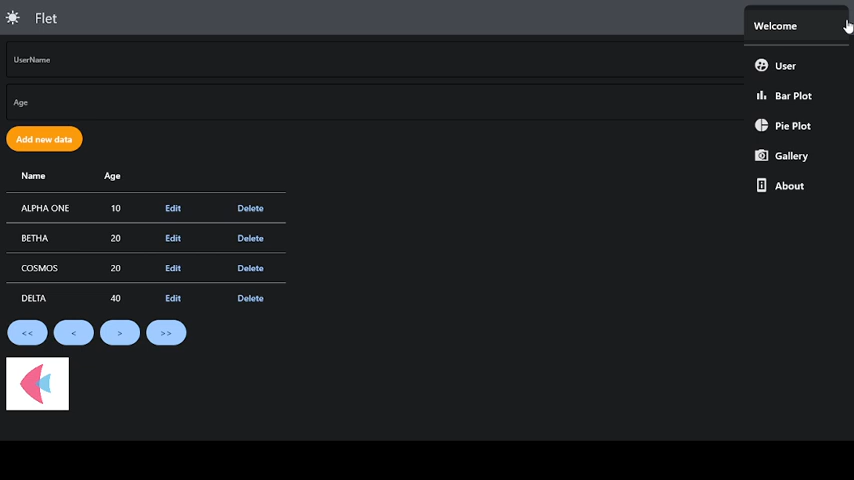 Flet
Welcome
UserName
User
Bar Plot
Age
Pie Plot
Add new data
Gallery
Name Age
About
ALPHA ONE 10 Edit Delete
BETHA 20 Edit Delete
COSMOS 20 Edit Delete
DELTA 40 Edit Delete
<< < > >>